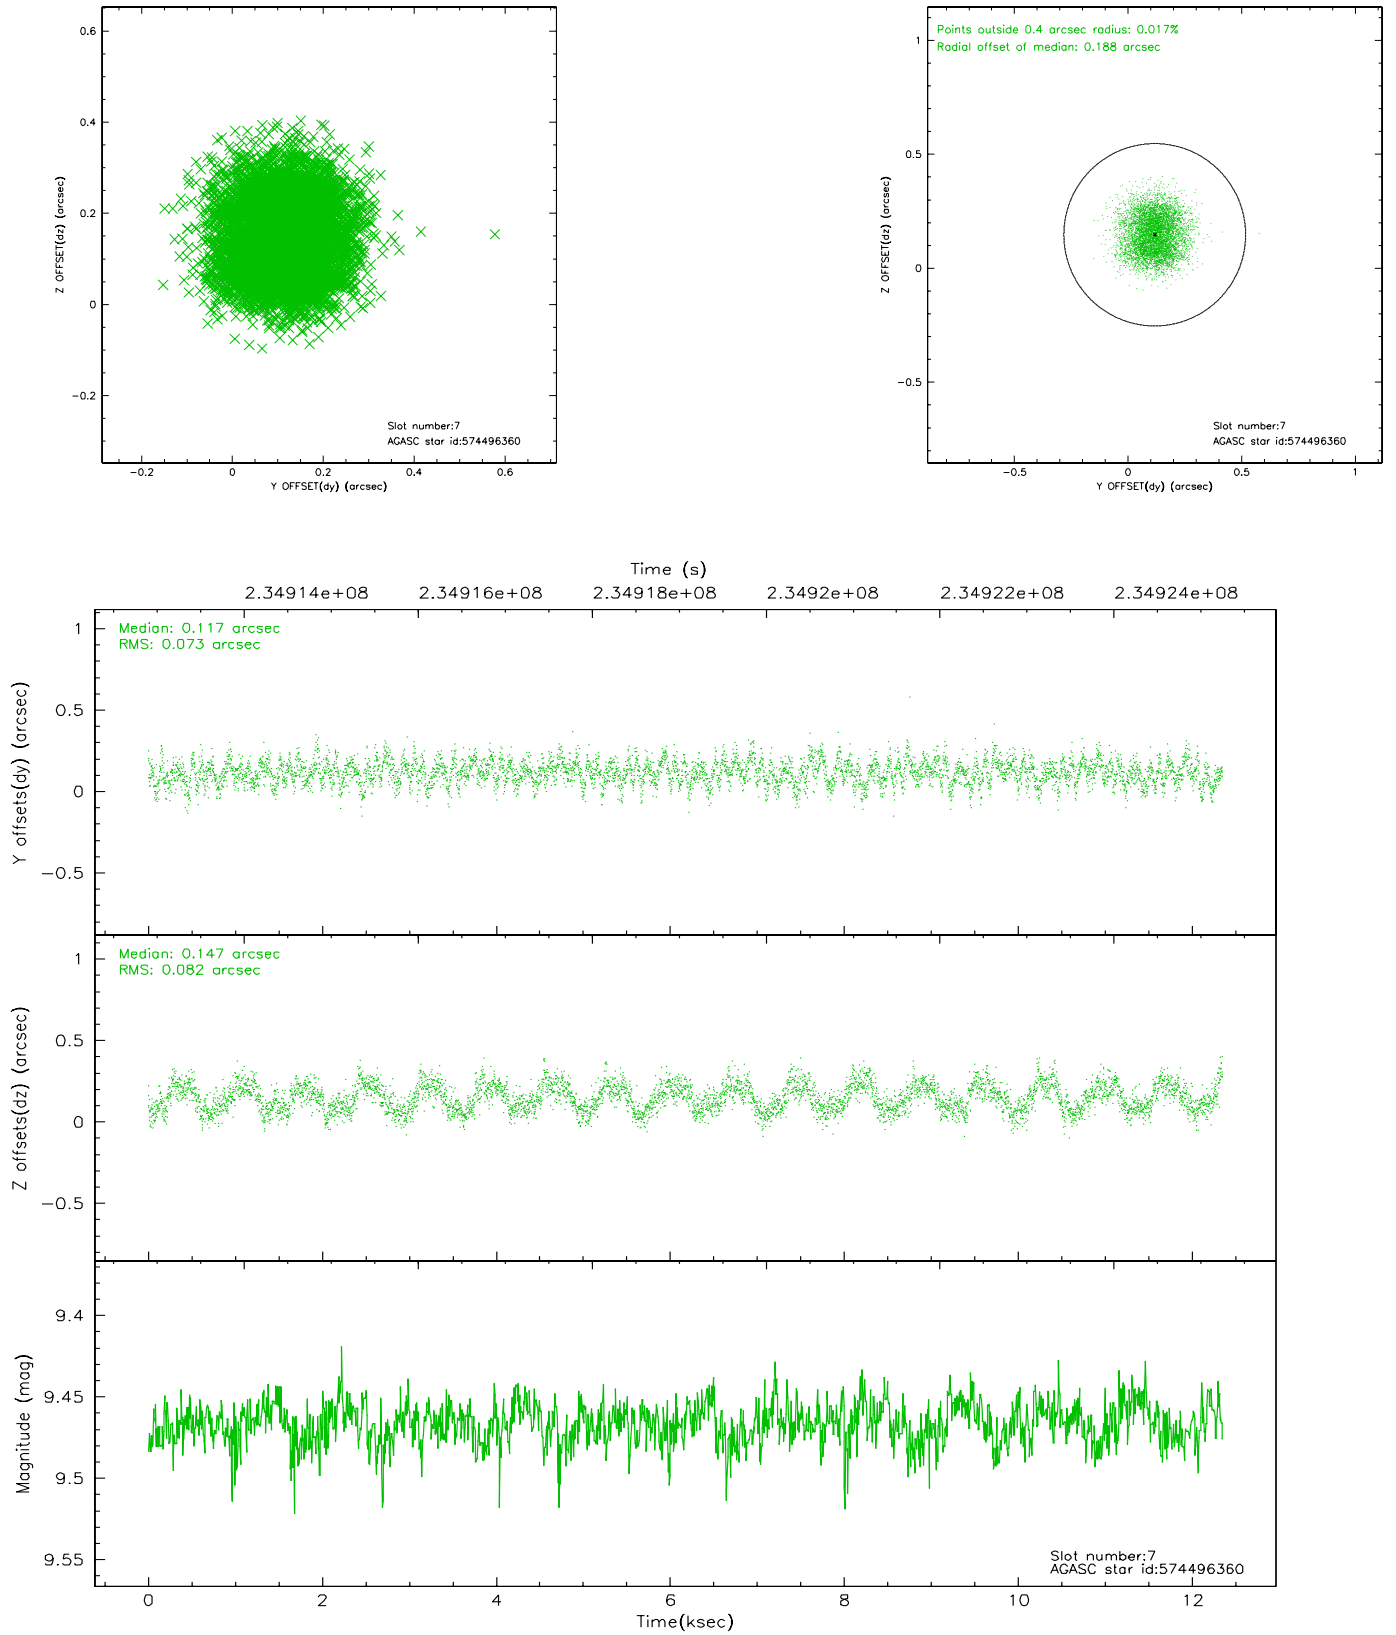 0.6
0.4
0.2
0
−0.2
Z OFFSET(dz) (arcsec)
Slot number:7
AGASC star id:574496360
−0.2 0 0.2 0.4 0.6
Y OFFSET(dy) (arcsec)
Points outside 0.4 arcsec radius: 0.017%
Radial offset of median: 0.188 arcsec
1
0.5
0
−0.5
Z OFFSET(dz) (arcsec)
Slot number:7
AGASC star id:574496360
−0.5 0 0.5 1
Y OFFSET(dy) (arcsec)
Time (s)
2.34914e+08 2.34916e+08 2.34918e+08 2.3492e+08 2.34922e+08 2.34924e+08
Median: 0.117 arcsec
RMS: 0.073 arcsec
1
0.5
0
−0.5
Y offsets(dy) (arcsec)
Median: 0.147 arcsec
RMS: 0.082 arcsec
1
0.5
0
−0.5
Z offsets(dz) (arcsec)
9.4
9.45
9.5
9.55
Magnitude (mag)
Slot number:7
AGASC star id:574496360
0 2 4 6 8 10 12
Time(ksec)